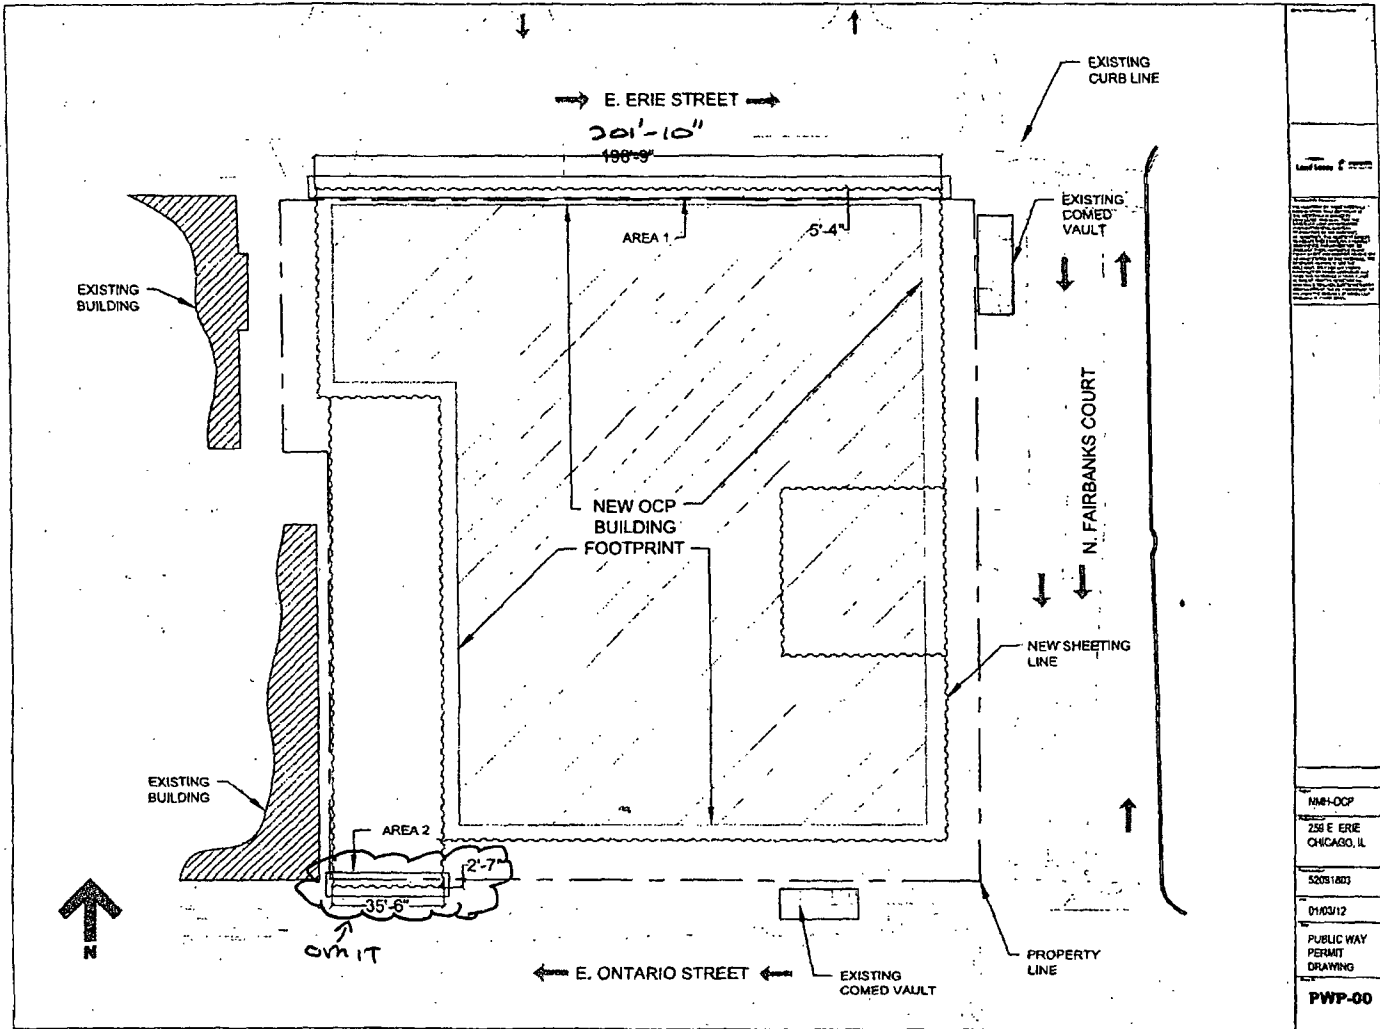 EXISTING
CURB LINE
E. ERIE STREET
201'-10"
198'-9"
EXISTING
COMED
VAULT
AREA 1
5'-4"
EXISTING
BUILDING
N. FAIRBANKS COURT
NEW OCP
BUILDING
FOOTPRINT
NEW SHEETING
LINE
EXISTING
BUILDING
AREA 2
2'-7"
35'-6"
OMIT
N
E. ONTARIO STREET
EXISTING
COMED VAULT
PROPERTY
LINE
NMH-OCP
259 E ERIE
CHICAGO, IL
01/03/12
PUBLIC WAY
PERMIT
DRAWING
PWP-00